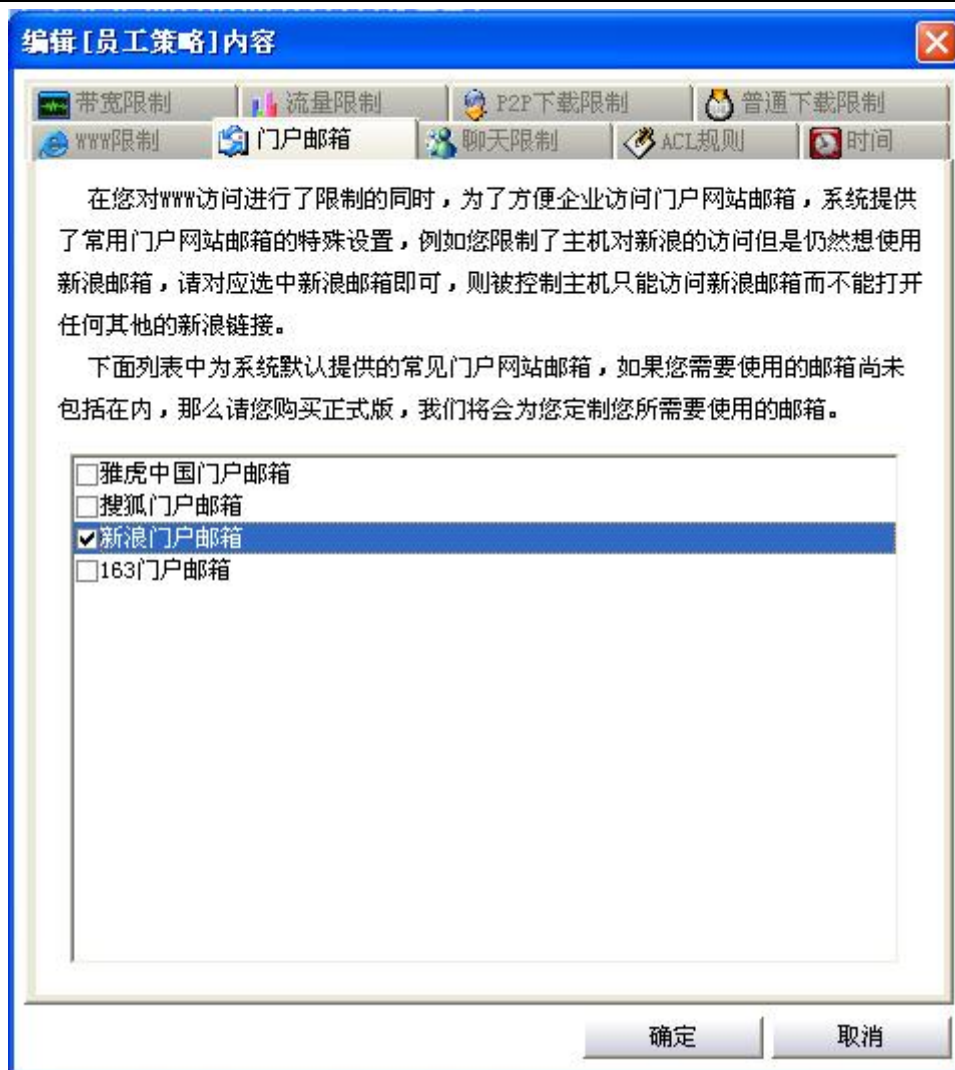 编辑[员工策略]内容
带宽限制 流量限制 P2P下载限制 普通下载限制
WWW限制 门户邮箱 聊天限制 ACL规则 时间
在您对WWW访问进行了限制的同时，为了方便企业访问门户网站邮箱，系统提供
了常用门户网站邮箱的特殊设置，例如您限制了主机对新浪的访问但是仍然想使用
新浪邮箱，请对应选中新浪邮箱即可，则被控制主机只能访问新浪邮箱而不能打开
任何其他的新浪链接。
下面列表中为系统默认提供的常见门户网站邮箱，如果您需要使用的邮箱尚未
包括在内，那么请您购买正式版，我们将会为您定制您所需要使用的邮箱。
雅虎中国门户邮箱
搜狐门户邮箱
新浪门户邮箱
163门户邮箱
确定 取消